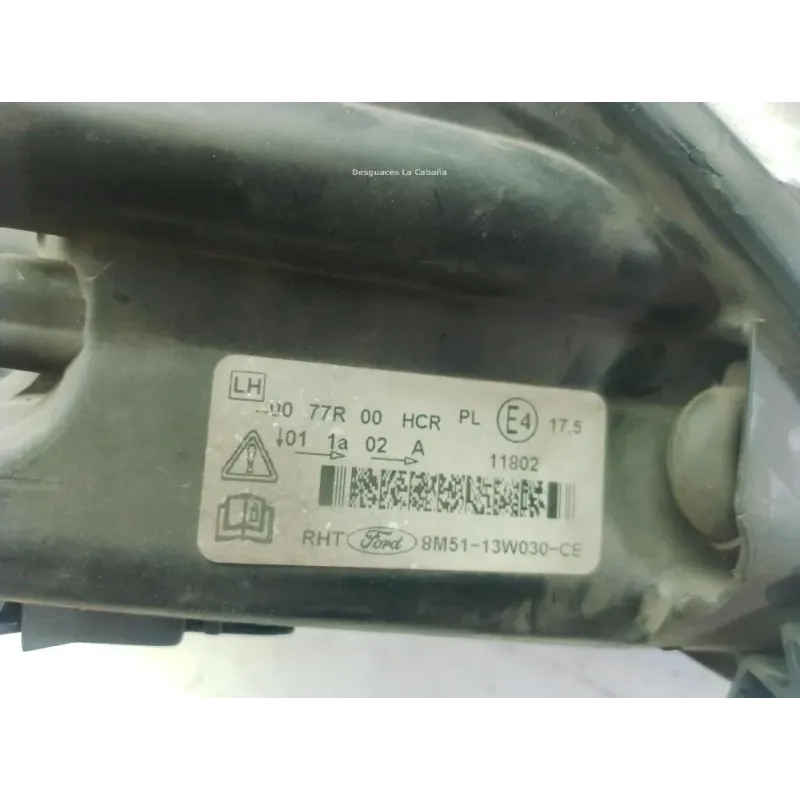 Desguaces La Cabaña
LH
00 77R 00 HCR PL E4 17,5
↓01 1a 02 A 11802
RHT Ford 8M51-13W030-CE